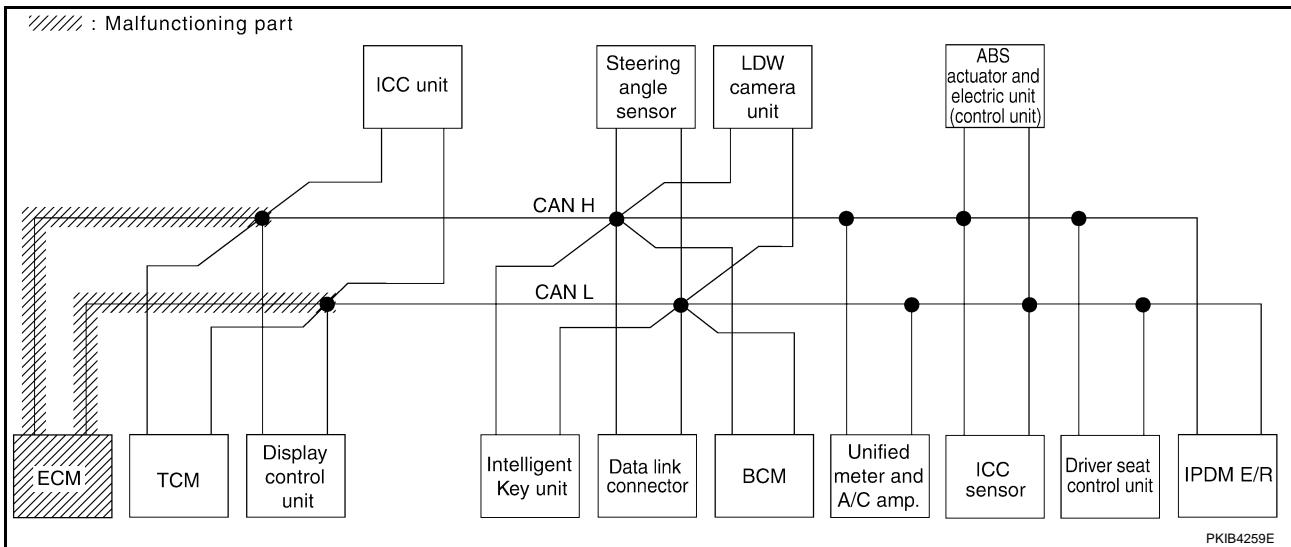 : Malfunctioning part
ICC unit
Steering
angle
sensor
LDW
camera
unit
ABS
actuator and
electric unit
(control unit)
CAN H
CAN L
ECM
TCM
Display
control
unit
Intelligent
Key unit
Data link
connector
BCM
Unified
meter and
A/C amp.
ICC
sensor
Driver seat
control unit
IPDM E/R
PKIB4259E